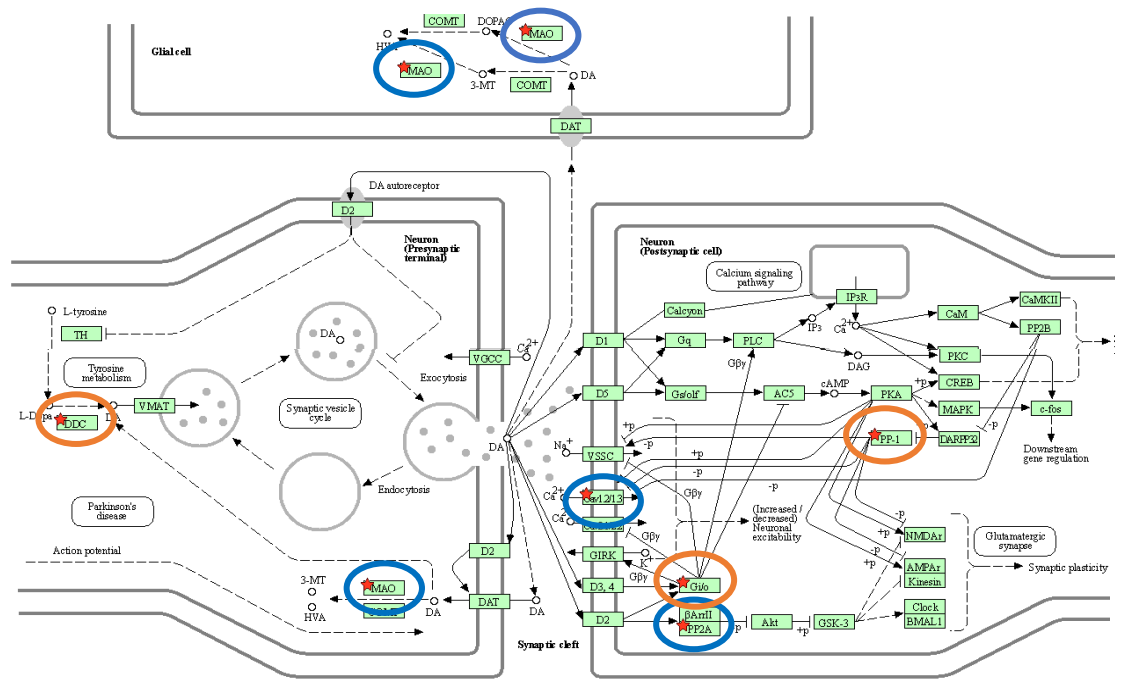 COMT
DOPAC
MAO
HVA
Glial cell
MAO
3-MT
DA
COMT
DAT
DA autoreceptor
D2
Neuron
(Presynaptic
terminal)
Neuron
(Postsynaptic cell)
Calcium signaling
pathway
L-tyrosine
TH
DA
Tyrosine
metabolism
VGCC
Ca2+
Exocytosis
Calcyon
IP3R
IP3
Ca2+
CaM
CaMKII
PP2B
D1
Gq
PLC
DAG
PKC
Gβγ
L-Dopa
DA
VMAT
DDC
Synaptic vesicle
cycle
D5
Gs/olf
AC5
cAMP
PKA
+p
CREB
MAPK
c-fos
DA
Na+
VSSC
+p
-p
PP-1
-p
DARPP32
-p
Downstream
gene regulation
+p
-p
Endocytosis
Ca2+
Cav1.2/1.3
Gβγ
-p
Parkinson's
disease
(Increased /
decreased)
Neuronal
excitability
Gβγ
-p
+p
-p
+p
NMDAr
Glutamatergic
synapse
Action potential
D2
GIRK
K+
AMPAr
Kinesin
Synaptic plasticity
3-MT
HVA
MAO
COMT
DA
DAT
DA
Gβγ
D3, 4
Gi/o
D2
βArrII
PP2A
-p
Akt
+p
GSK-3
Clock
BMAL1
Synaptic cleft